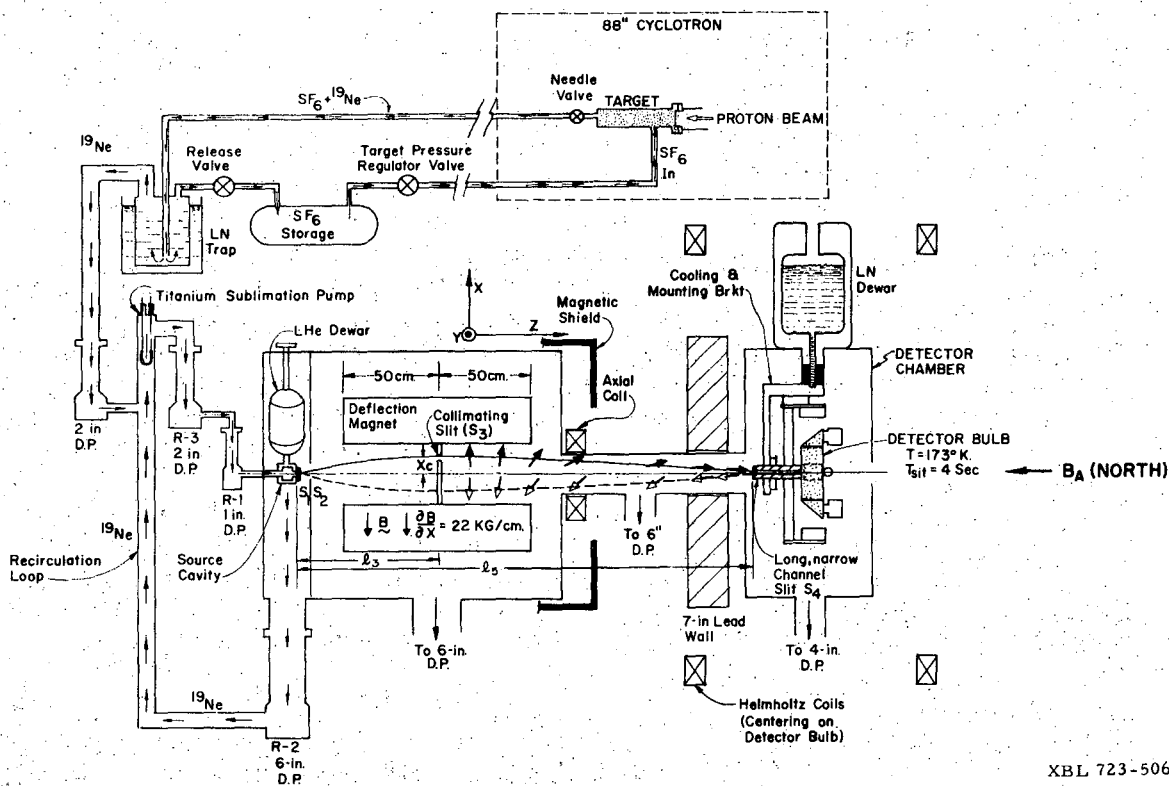 88" CYCLOTRON
Needle
Valve
TARGET
PROTON BEAM
SF6 + 19Ne
SF6
In
19Ne
Release
Valve
Target Pressure
Regulator Valve
SF6
Storage
LN
Trap
Titanium Sublimation Pump
LHe Dewar
X
Y
Z
Magnetic
Shield
Cooling &
Mounting Brkt
LN
Dewar
DETECTOR
CHAMBER
50cm.
50cm.
Deflection
Magnet
Collimating
Slit (S3)
Axial
Coil
2 in
D.P.
R-3
2 in
D.P.
R-1
1 in.
D.P.
S1
S2
Xc
DETECTOR BULB
T = 173° K.
Tsit = 4 Sec
BA (NORTH)
B
∂B/∂X = 22 KG/cm.
To 6"
D.P.
19Ne
Recirculation
Loop
Source
Cavity
ℓ3
ℓ5
Long, narrow
Channel
Slit S4
7-in Lead
Wall
To 6-in.
D.P.
To 4-in.
D.P.
19Ne
Helmholtz Coils
(Centering on
Detector Bulb)
R-2
6-in.
D.P.
XBL 723-506